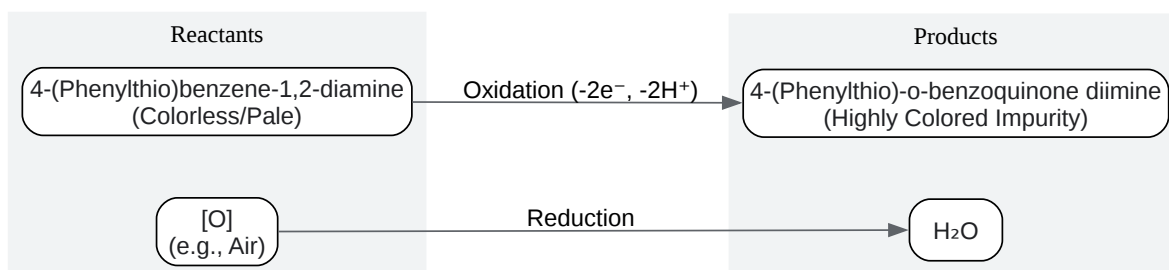 Reactants
Products
4-(Phenylthio)benzene-1,2-diamine
(Colorless/Pale)
Oxidation (-2e⁻, -2H⁺)
4-(Phenylthio)-o-benzoquinone diimine
(Highly Colored Impurity)
[O]
(e.g., Air)
Reduction
H₂O